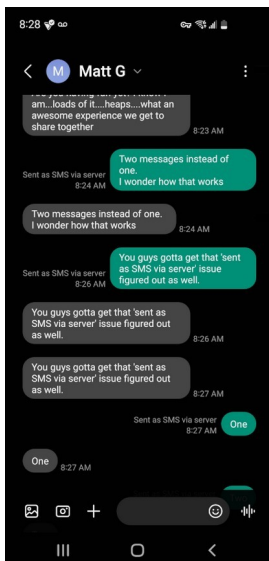 8:28
Matt G
am...loads of it....heaps....what an
awesome experience we get to
share together
8:23 AM
Two messages instead of
one.
I wonder how that works
Sent as SMS via server
8:24 AM
Two messages instead of one.
I wonder how that works
8:24 AM
You guys gotta get that 'sent
as SMS via server' issue
figured out as well.
Sent as SMS via server
8:26 AM
You guys gotta get that 'sent as
SMS via server' issue figured out
as well.
8:26 AM
You guys gotta get that 'sent as
SMS via server' issue figured out
as well.
8:27 AM
Sent as SMS via server
8:27 AM
One
One
8:27 AM